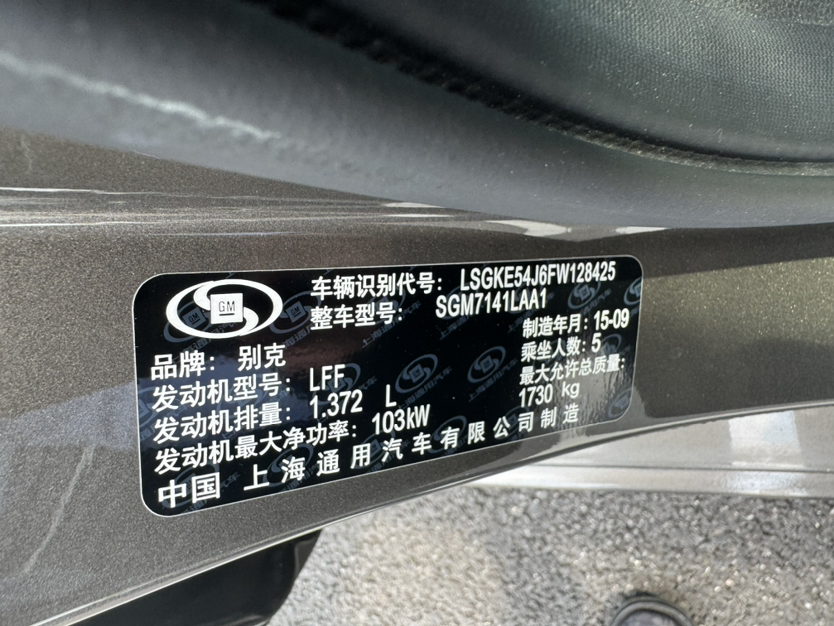 GM
车辆识别代号: LSGKE54J6FW128425
整车型号: SGM7141LAA1
制造年月: 15-09
品牌: 别克
乘坐人数: 5
发动机型号: LFF
最大允许总质量:
发动机排量: 1.372 L
1730 kg
发动机最大净功率: 103kW
中国 上海通用汽车有限公司制造